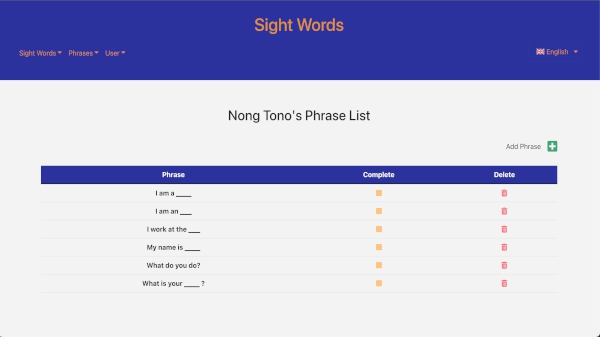 Sight Words
Sight Words Phrases User English
Nong Tono's Phrase List
Add Phrase
Phrase Complete Delete
I am a _____
I am an ____
I work at the ____
My name is _____
What do you do?
What is your _____ ?